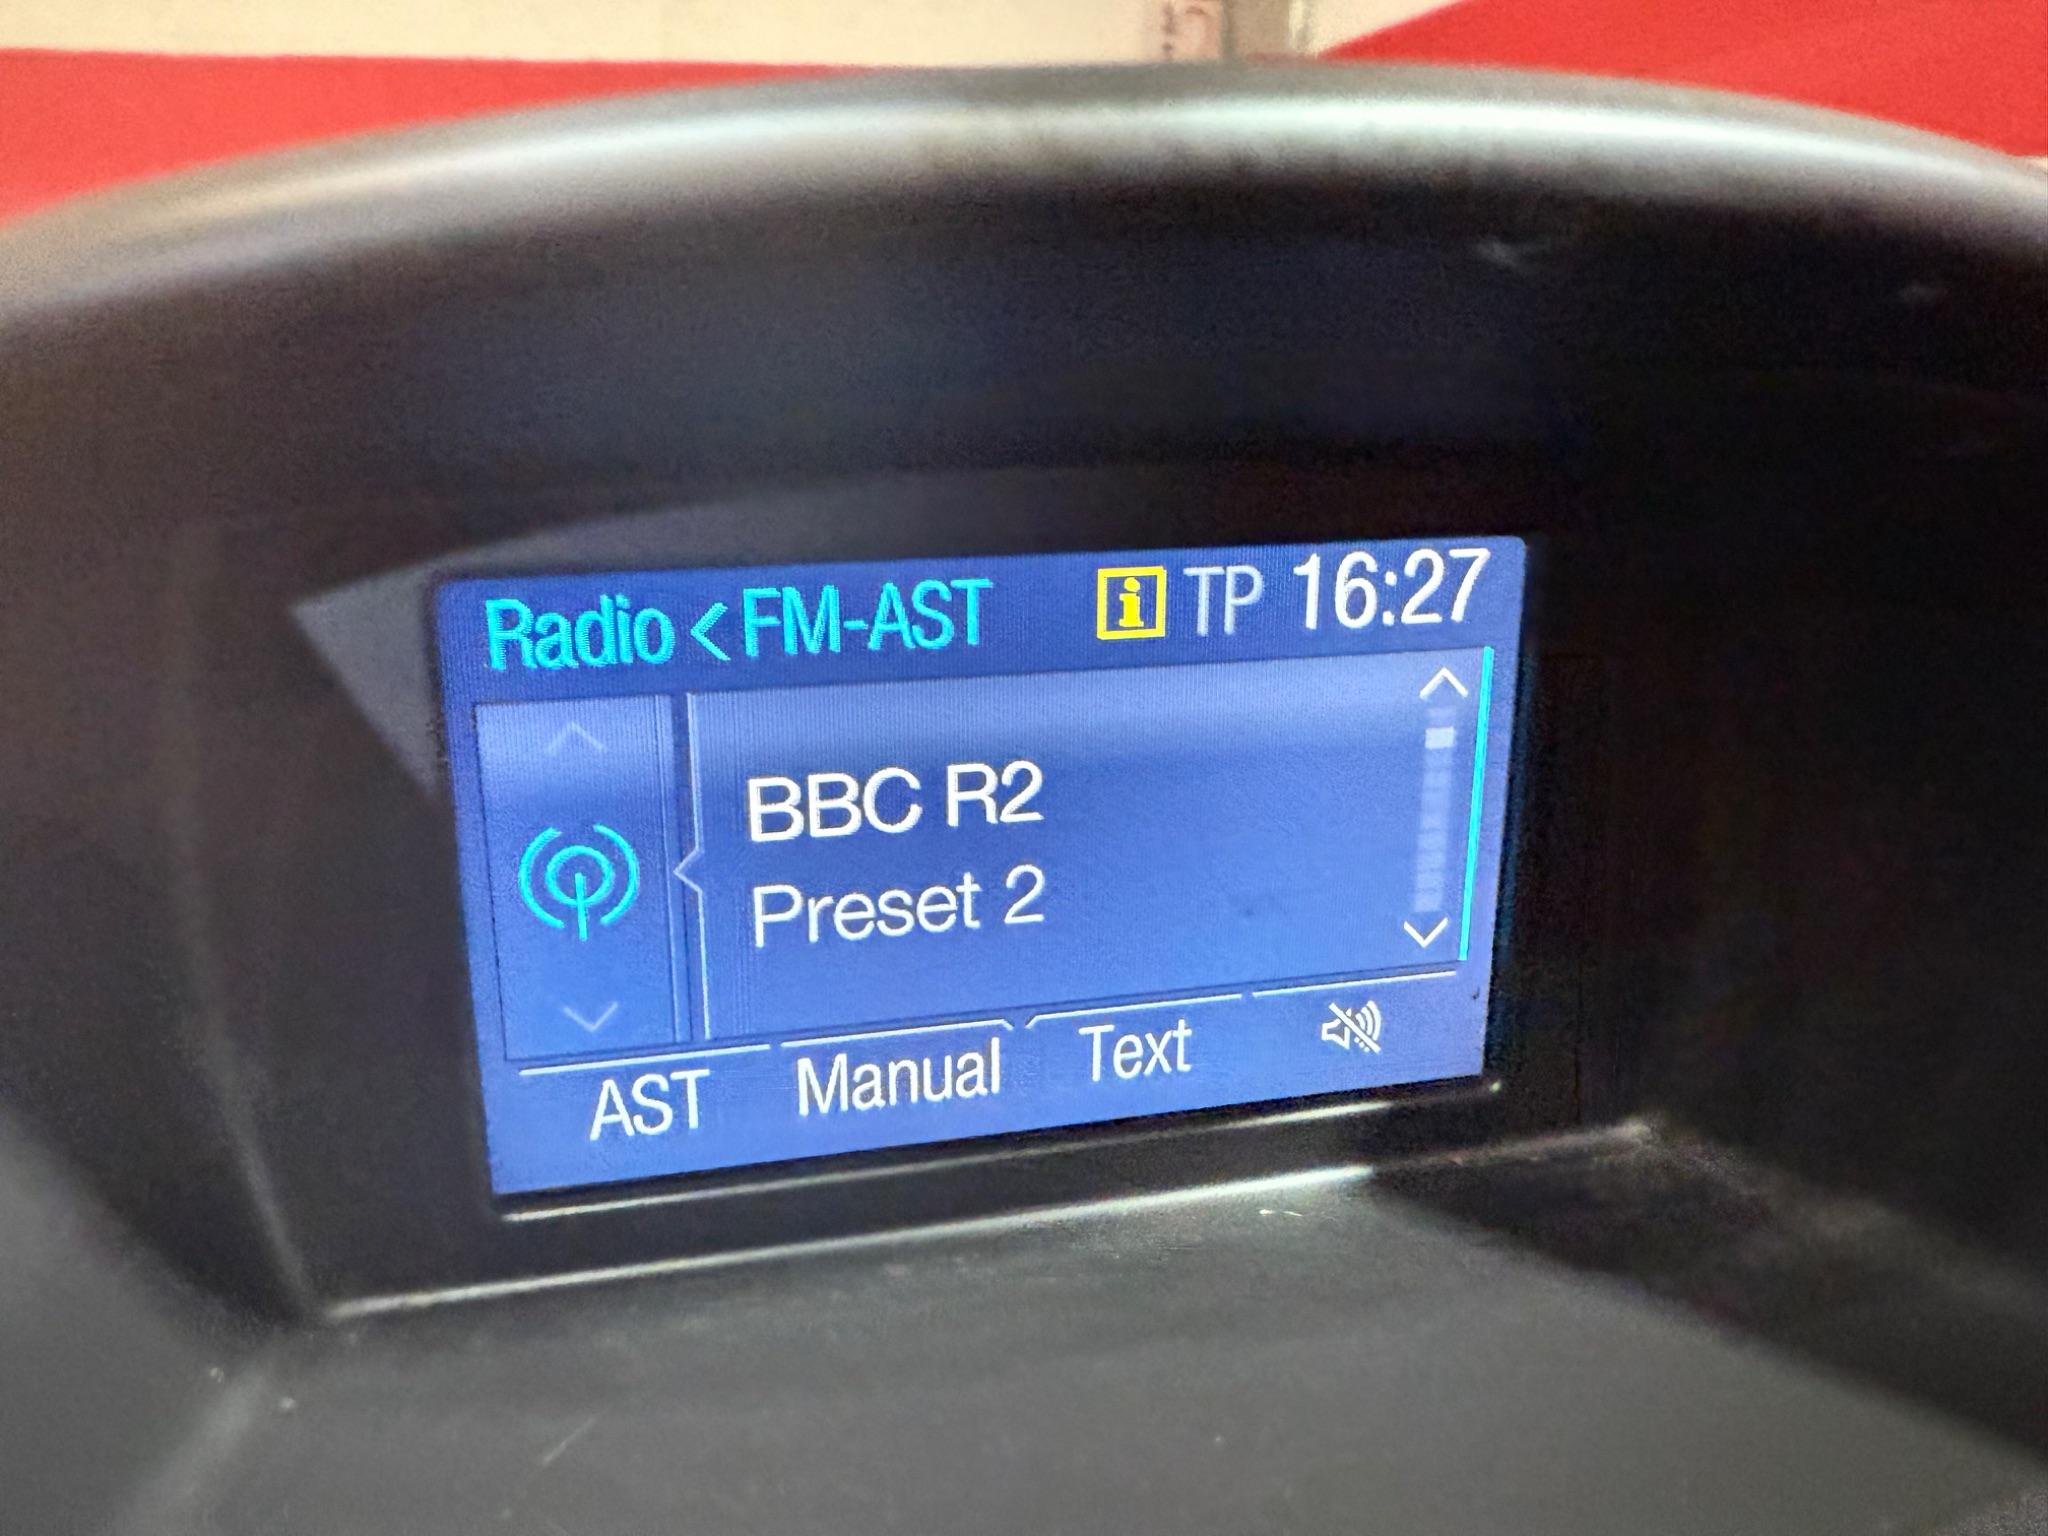 Radio < FM-AST i TP 16:27
BBC R2
Preset 2
AST Manual Text